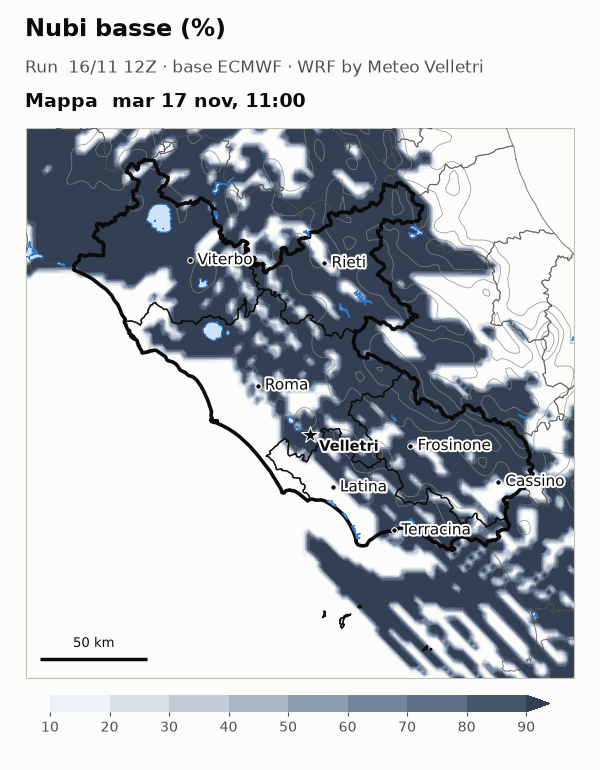 Nubi basse (%)
Run  16/11 12Z · base ECMWF · WRF by Meteo Velletri
Mappa  mar 17 nov, 11:00
Viterbo
Rieti
Roma
Velletri
Frosinone
Latina
Cassino
Terracina
50 km
10 20 30 40 50 60 70 80 90